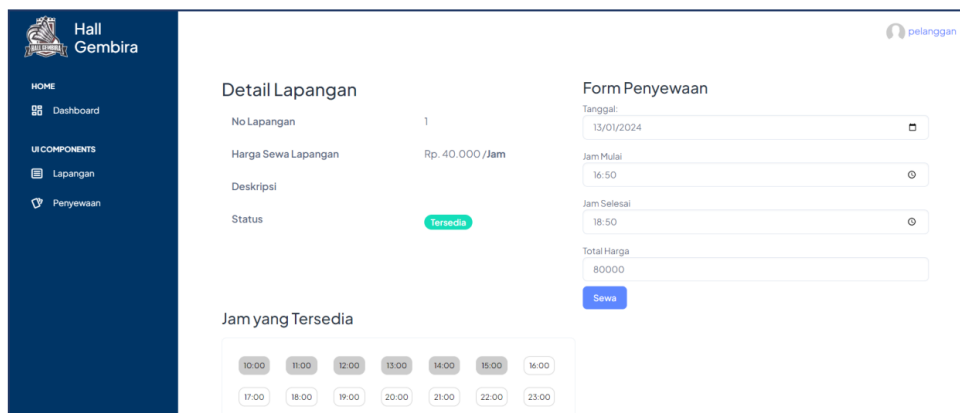 Hall
Gembira
HALL GEMBIRA
pelanggan
HOME
Dashboard
UI COMPONENTS
Lapangan
Penyewaan
Detail Lapangan
No Lapangan 1
Harga Sewa Lapangan Rp. 40.000 /Jam
Deskripsi
Status Tersedia
Form Penyewaan
Tanggal:
13/01/2024
Jam Mulai
16:50
Jam Selesai
18:50
Total Harga
80000
Sewa
Jam yang Tersedia
10:00 11:00 12:00 13:00 14:00 15:00 16:00
17:00 18:00 19:00 20:00 21:00 22:00 23:00